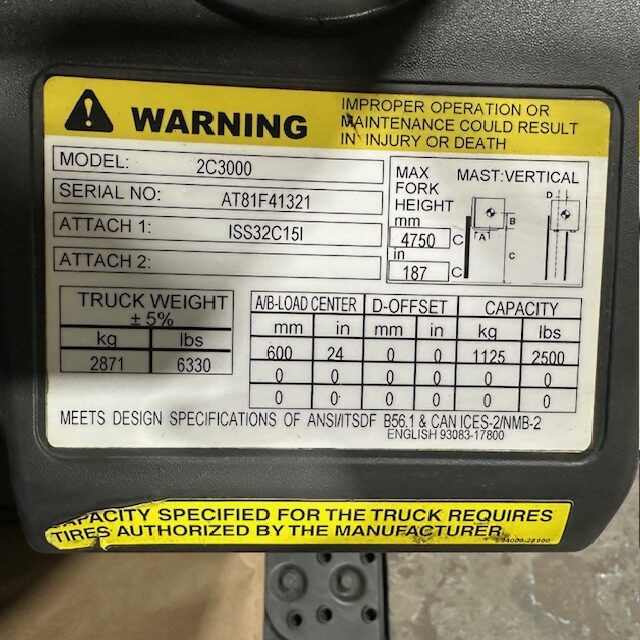 WARNING
IMPROPER OPERATION OR
MAINTENANCE COULD RESULT
IN INJURY OR DEATH
MODEL: 2C3000
SERIAL NO: AT81F41321
ATTACH 1: ISS32C15I
ATTACH 2:
MAX
FORK
HEIGHT
mm
4750 C
in
187 C
MAST:VERTICAL
D
B
A
C
TRUCK WEIGHT
± 5%
kg lbs
2871 6330
A/B-LOAD CENTER D-OFFSET CAPACITY
mm in mm in kg lbs
600 24 0 0 1125 2500
0 0 0 0 0 0
0 0 0 0 0 0
MEETS DESIGN SPECIFICATIONS OF ANSI/ITSDF B56.1 & CAN ICES-2/NMB-2
ENGLISH 93083-17800
CAPACITY SPECIFIED FOR THE TRUCK REQUIRES
TIRES AUTHORIZED BY THE MANUFACTURER